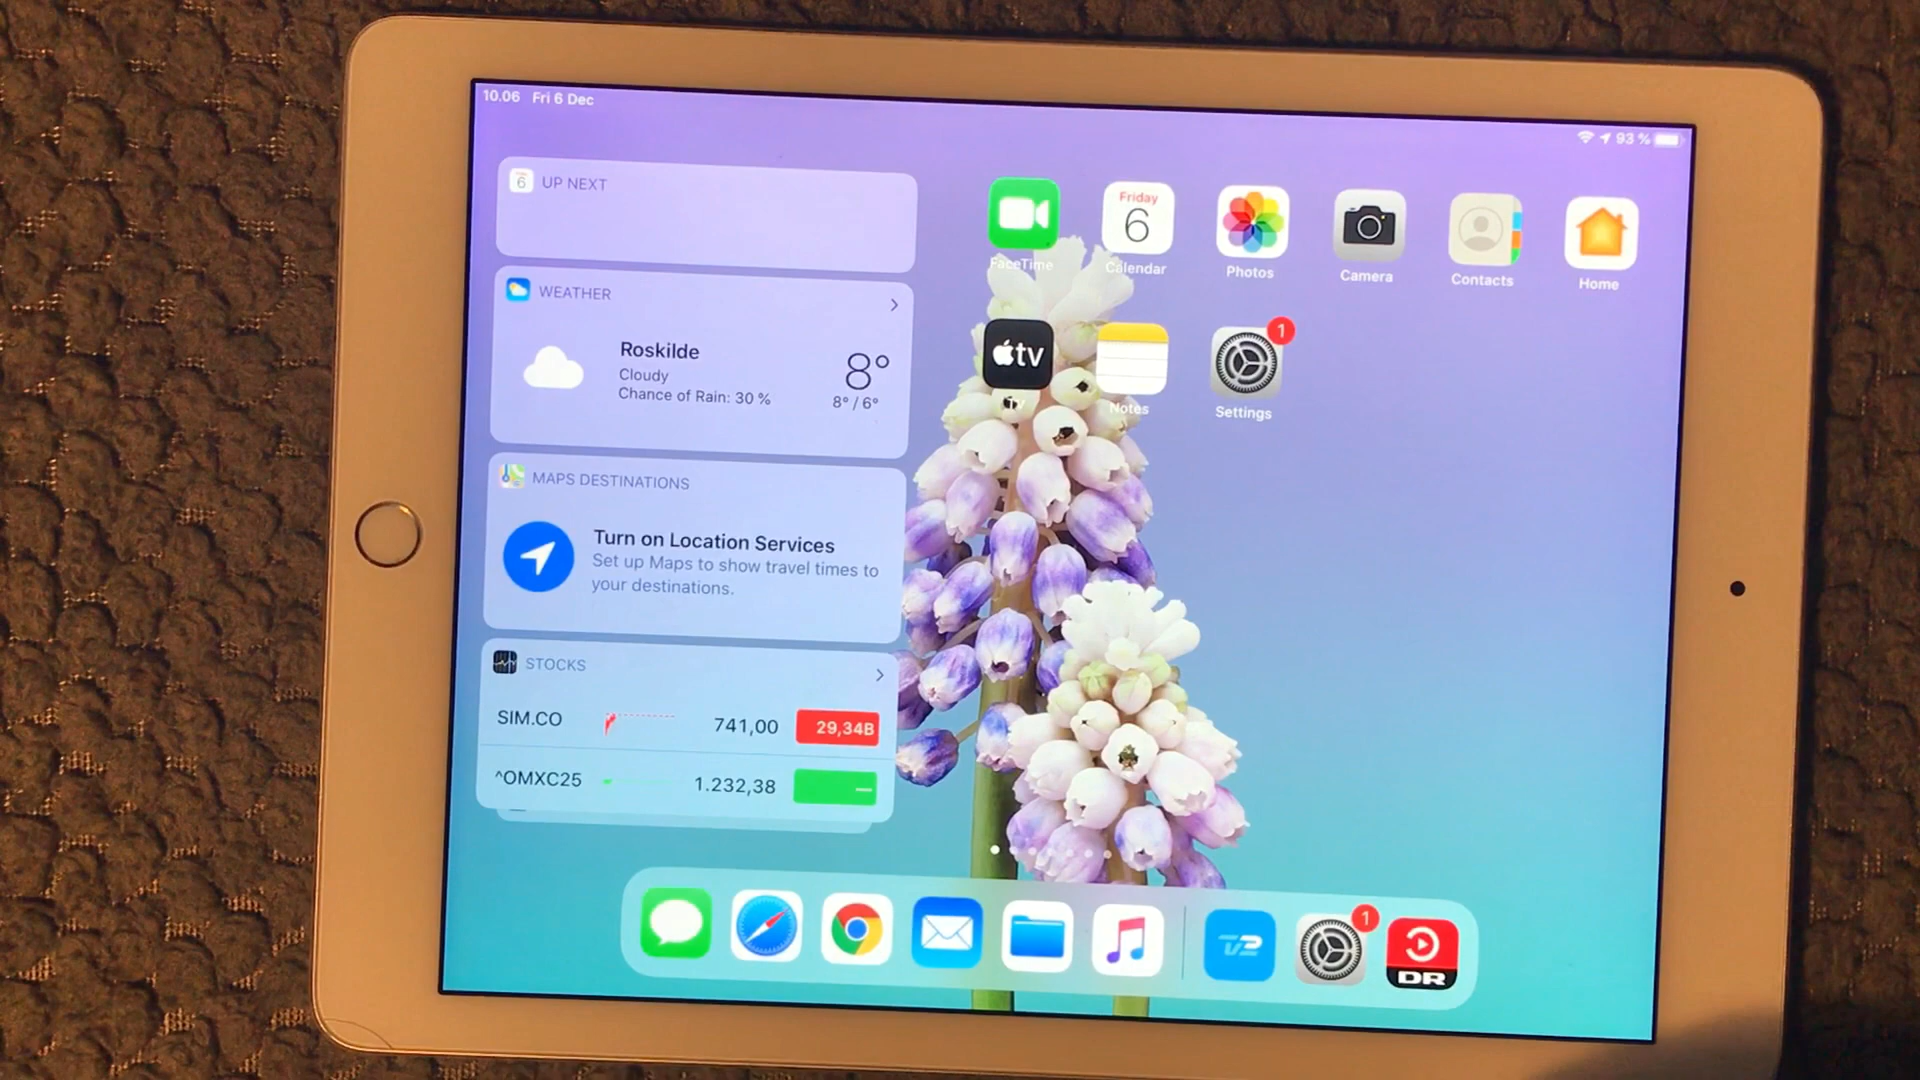 10.06 Fri 6 Dec
93 %
6 UP NEXT
WEATHER
Roskilde
Cloudy
Chance of Rain: 30 %
8°
8° / 6°
MAPS DESTINATIONS
Turn on Location Services
Set up Maps to show travel times to
your destinations.
STOCKS
SIM.CO 741,00 29,34B
^OMXC25 1.232,38 —
FaceTime
Friday
6
Calendar
Photos
Camera
Contacts
Home
tv
TV
Notes
1
Settings
TV2
1
DR